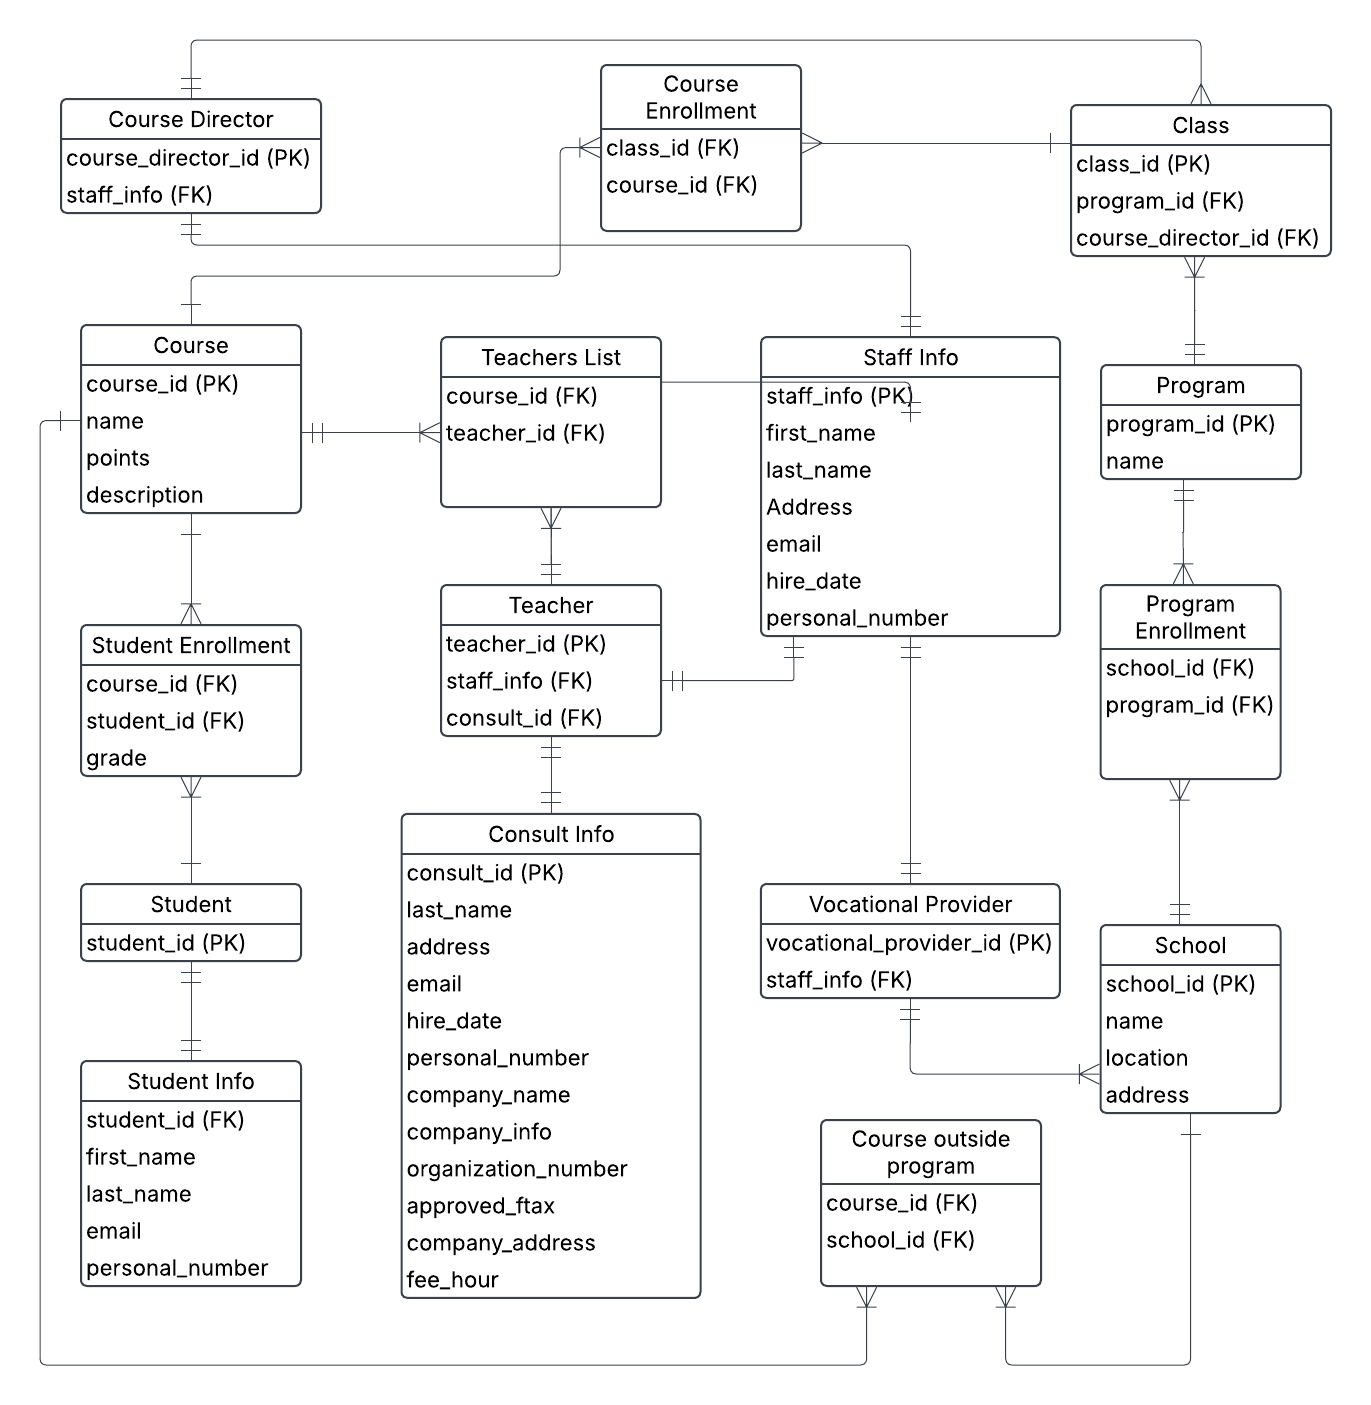 Course Director
course_director_id (PK)
staff_info (FK)
Course
Enrollment
class_id (FK)
course_id (FK)
Class
class_id (PK)
program_id (FK)
course_director_id (FK)
Course
course_id (PK)
name
points
description
Teachers List
course_id (FK)
teacher_id (FK)
Staff Info
staff_info (PK)
first_name
last_name
Address
email
hire_date
personal_number
Program
program_id (PK)
name
Student Enrollment
course_id (FK)
student_id (FK)
grade
Teacher
teacher_id (PK)
staff_info (FK)
consult_id (FK)
Program
Enrollment
school_id (FK)
program_id (FK)
Student
student_id (PK)
Consult Info
consult_id (PK)
last_name
address
email
hire_date
personal_number
company_name
company_info
organization_number
approved_ftax
company_address
fee_hour
Vocational Provider
vocational_provider_id (PK)
staff_info (FK)
School
school_id (PK)
name
location
address
Student Info
student_id (FK)
first_name
last_name
email
personal_number
Course outside
program
course_id (FK)
school_id (FK)